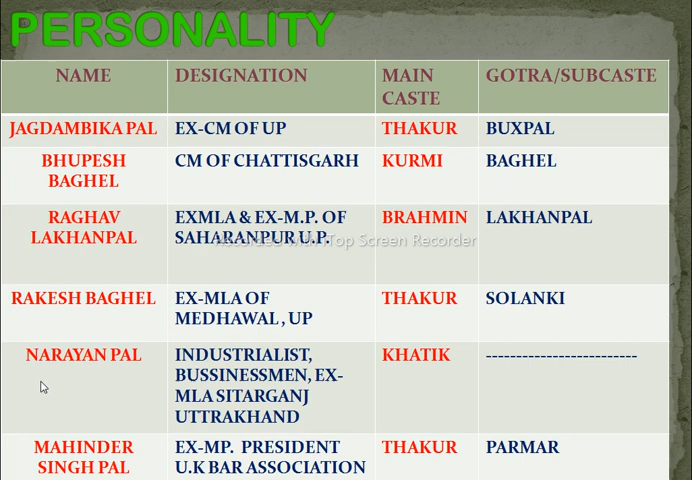 PERSONALITY
NAME DESIGNATION MAIN CASTE GOTRA/SUBCASTE
JAGDAMBIKA PAL EX-CM OF UP THAKUR BUXPAL
BHUPESH BAGHEL CM OF CHATTISGARH KURMI BAGHEL
RAGHAV LAKHANPAL EXMLA & EX-M.P. OF SAHARANPUR U.P. BRAHMIN LAKHANPAL
Recorded with iTop Screen Recorder
RAKESH BAGHEL EX-MLA OF MEDHAWAL , UP THAKUR SOLANKI
NARAYAN PAL INDUSTRIALIST, BUSSINESSMEN, EX-MLA SITARGANJ UTTRAKHAND KHATIK -------------------------
MAHINDER SINGH PAL EX-MP. PRESIDENT U.K BAR ASSOCIATION THAKUR PARMAR